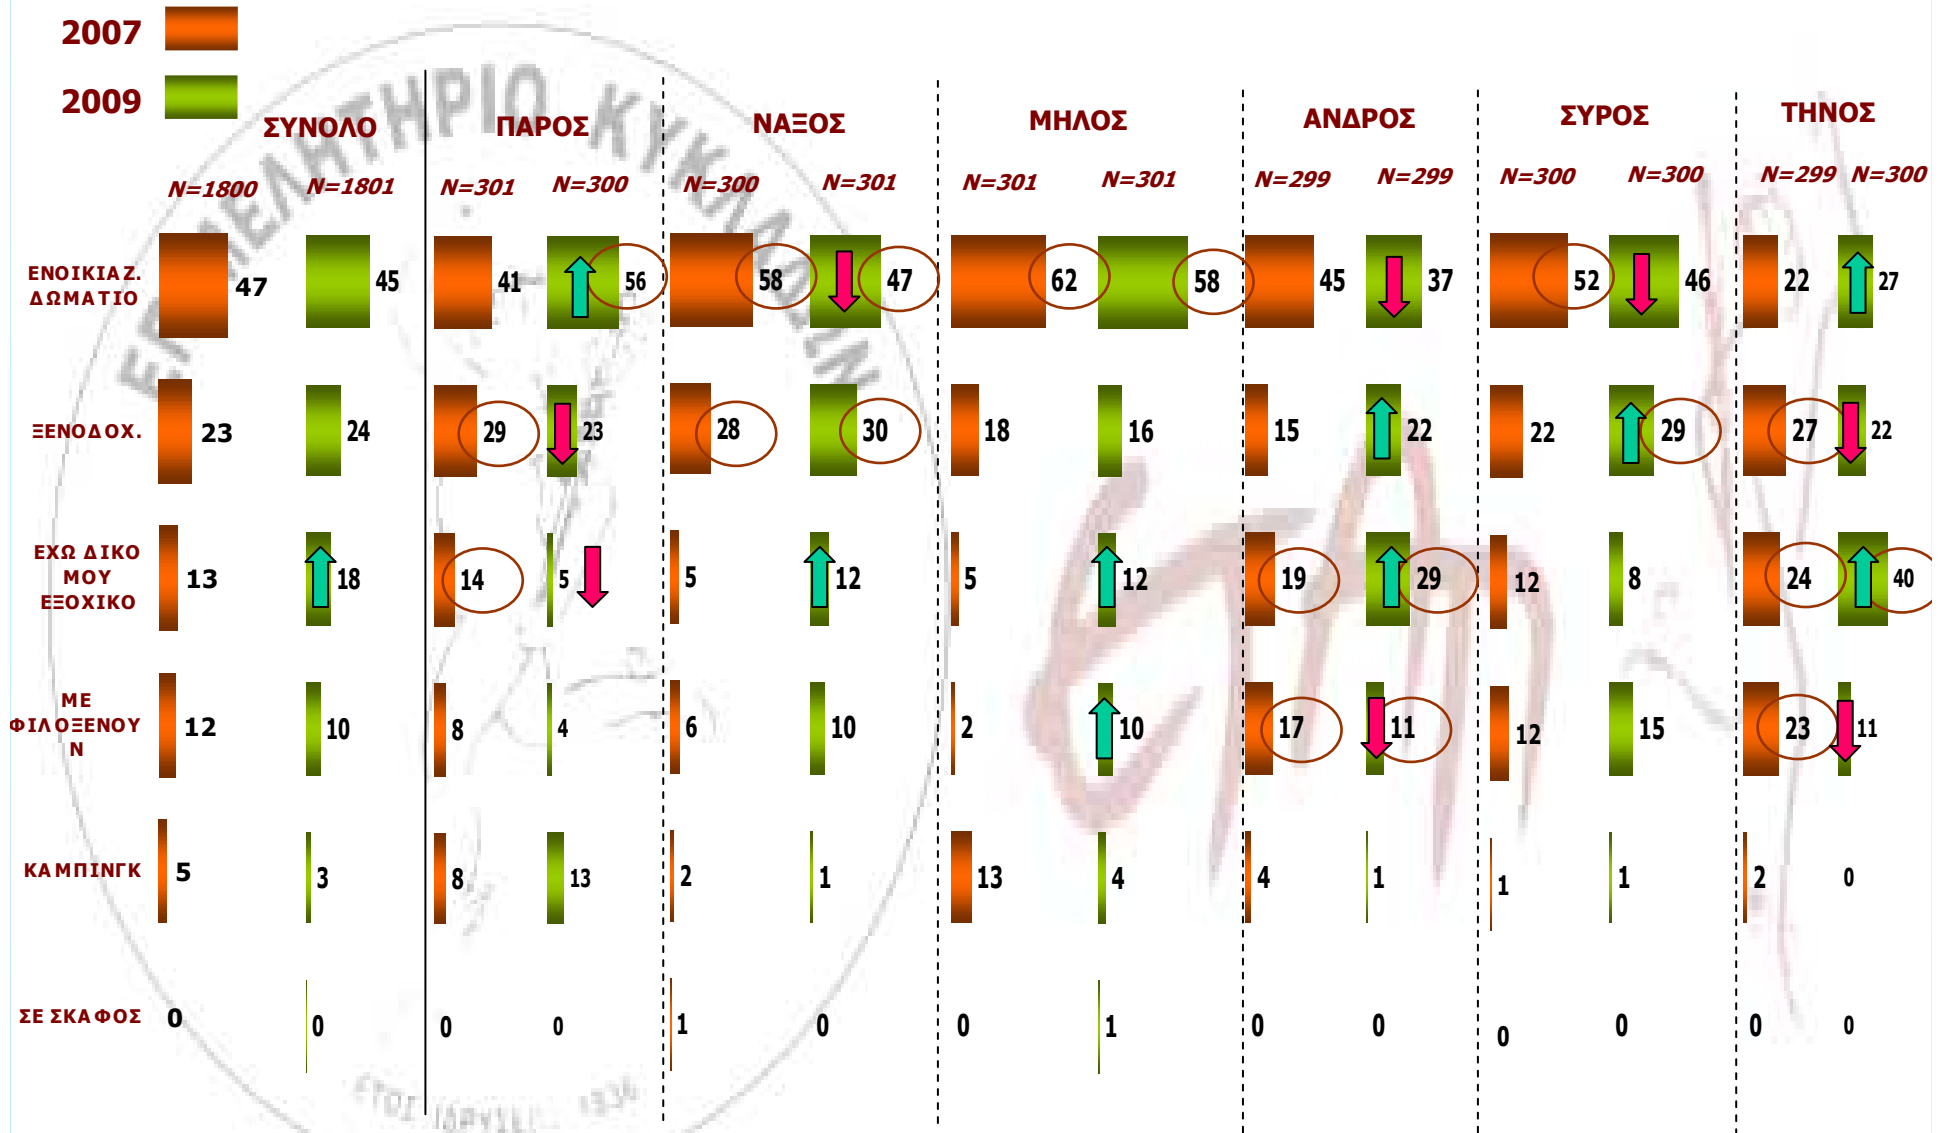 2007
2009
ΣΥΝΟΛΟ ΠΑΡΟΣ ΝΑΞΟΣ ΜΗΛΟΣ ΑΝΔΡΟΣ ΣΥΡΟΣ ΤΗΝΟΣ
N=1800 N=1801 N=301 N=300 N=300 N=301 N=301 N=301 N=299 N=299 N=300 N=300 N=299 N=300
ΕΝΟΙΚΙΑΖ.
ΔΩΜΑΤΙΟ
47 45 41 56 58 47 62 58 45 37 52 46 22 27
ΞΕΝΟΔΟΧ.
23 24 29 23 28 30 18 16 15 22 22 29 27 22
ΕΧΩ ΔΙΚΟ
ΜΟΥ
ΕΞΟΧΙΚΟ
13 18 14 5 5 12 5 12 19 29 12 8 24 40
ΜΕ
ΦΙΛΟΞΕΝΟΥ
Ν
12 10 8 4 6 10 2 10 17 11 12 15 23 11
ΚΑΜΠΙΝΓΚ
5 3 8 13 2 1 13 4 4 1 1 1 2 0
ΣΕ ΣΚΑΦΟΣ
0 0 0 0 1 0 0 1 0 0 0 0 0 0
ΕΠΙΜΕΛΗΤΗΡΙΟ ΚΥΚΛΑΔΩΝ
ΕΤΟΣ ΙΔΡΥΣΕΩΣ 1836